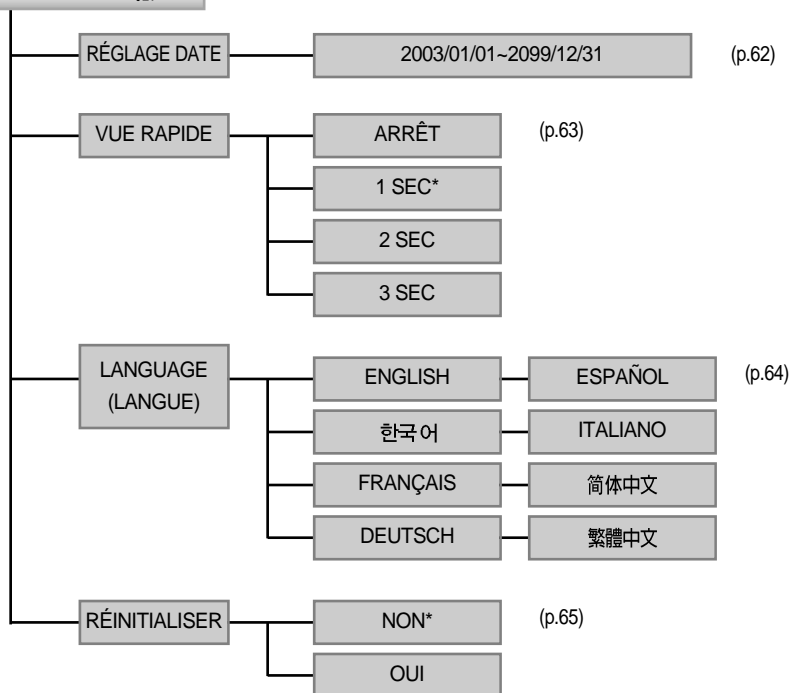 RÉGLAGE DATE 2003/01/01~2099/12/31 (p.62)
VUE RAPIDE ARRÊT (p.63)
1 SEC*
2 SEC
3 SEC
LANGUAGE
(LANGUE)
ENGLISH ESPAÑOL (p.64)
한국어 ITALIANO
FRANÇAIS 简体中文
DEUTSCH 繁體中文
RÉINITIALISER NON* (p.65)
OUI